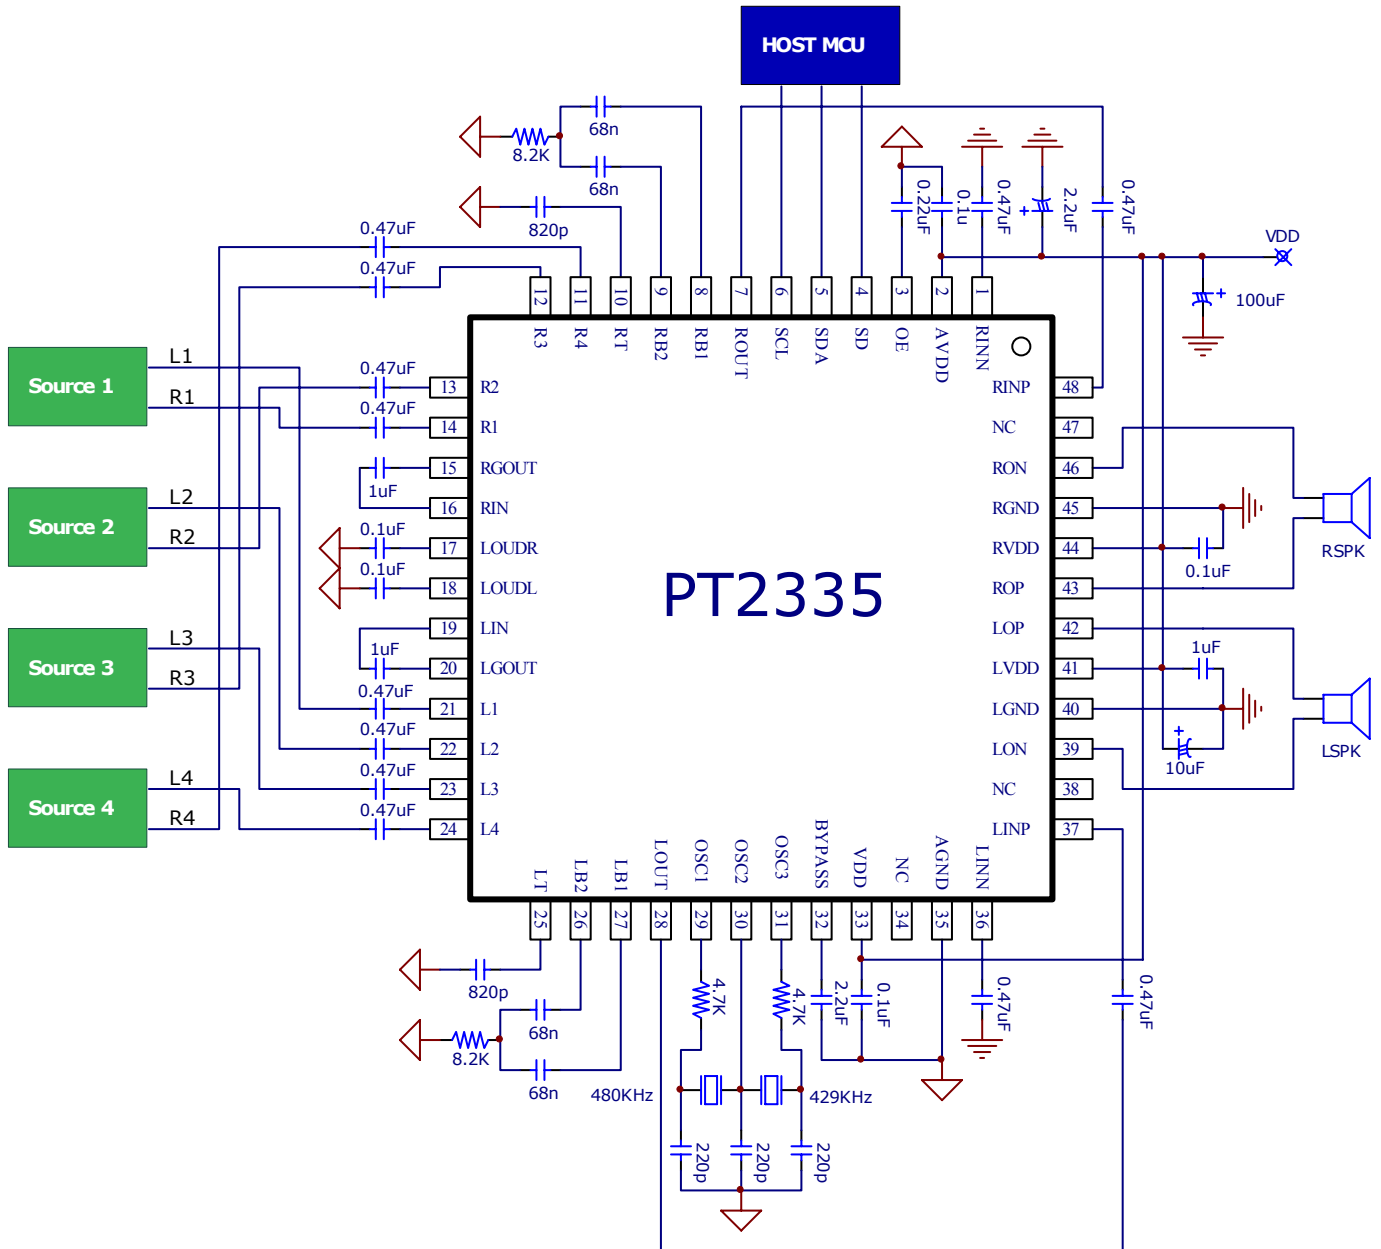 HOST MCU
68n
8.2K
68n
820p
0.47uF
0.47uF
0.22uF
0.1u
0.47uF
2.2uF
0.47uF
VDD
100uF
12
11
10
9
8
7
6
5
4
3
2
1
R3
R4
RT
RB2
RB1
ROUT
SCL
SDA
SD
OE
AVDD
RINN
Source 1
L1
R1
Source 2
L2
R2
Source 3
L3
R3
Source 4
L4
R4
0.47uF
0.47uF
1uF
0.1uF
0.1uF
1uF
0.47uF
0.47uF
0.47uF
0.47uF
13 R2
14 R1
15 RGOUT
16 RIN
17 LOUDR
18 LOUDL
19 LIN
20 LGOUT
21 L1
22 L2
23 L3
24 L4
PT2335
RINP 48
NC 47
RON 46
RGND 45
RVDD 44
ROP 43
LOP 42
LVDD 41
LGND 40
LON 39
NC 38
LINP 37
+
+
0.1uF
RSPK
1uF
+
10uF
LSPK
LT
LB2
LB1
LOUT
OSC1
OSC2
OSC3
BYPASS
VDD
NC
AGND
LINN
25
26
27
28
29
30
31
32
33
34
35
36
820p
68n
8.2K
68n
4.7K
4.7K
2.2uF
0.1uF
0.47uF
0.47uF
480KHz
429KHz
220p
220p
220p